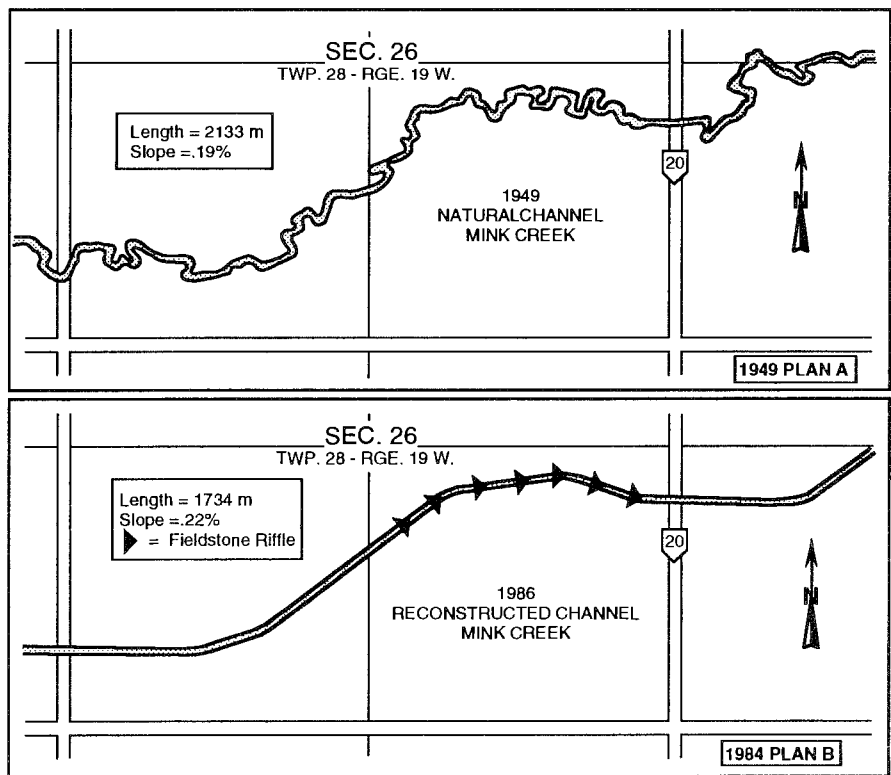 SEC. 26
TWP. 28 - RGE. 19 W.
Length = 2133 m
Slope =.19%
20
1949
NATURALCHANNEL
MINK CREEK
N
1949 PLAN A
SEC. 26
TWP. 28 - RGE. 19 W.
Length = 1734 m
Slope =.22%
= Fieldstone Riffle
20
1986
RECONSTRUCTED CHANNEL
MINK CREEK
N
1984 PLAN B